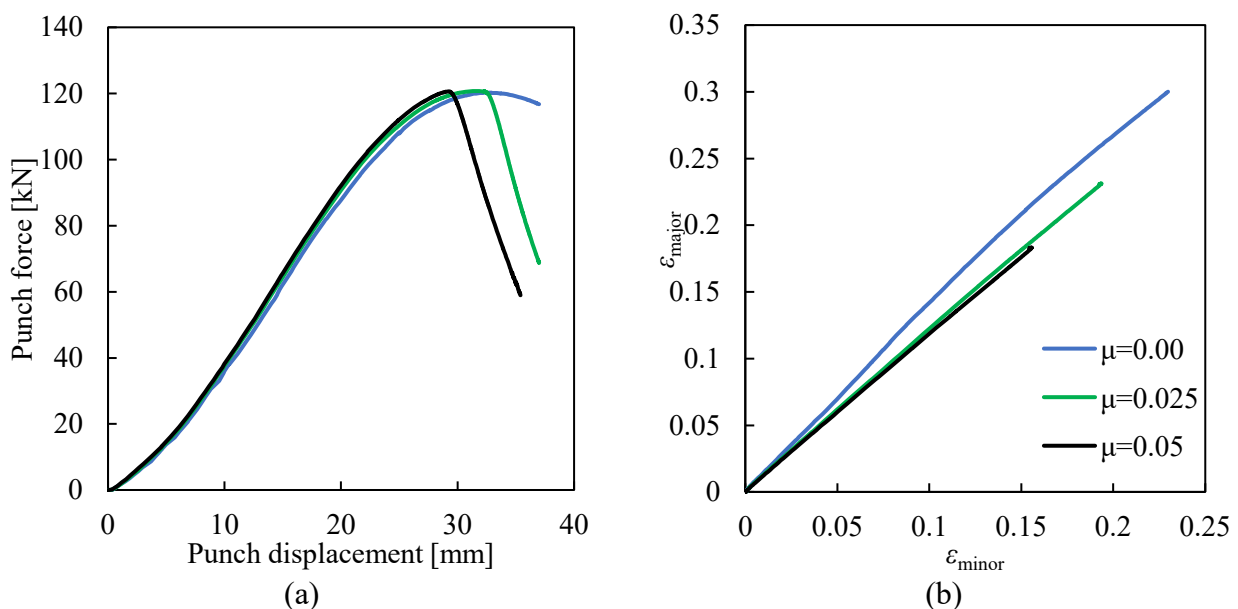 140
120
100
80
60
40
20
0
Punch force [kN]
0 10 20 30 40
Punch displacement [mm]
(a)
0.35
0.3
0.25
0.2
0.15
0.1
0.05
0
εmajor
μ=0.00
μ=0.025
μ=0.05
0 0.05 0.1 0.15 0.2 0.25
εminor
(b)